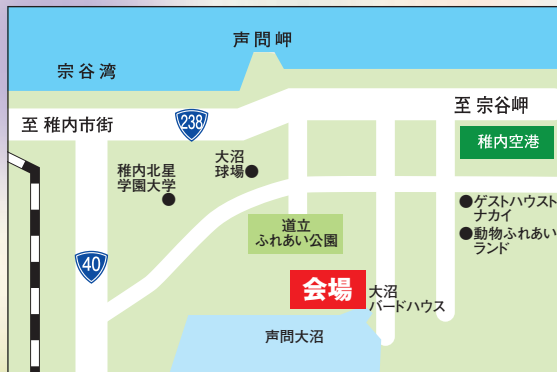 声問岬
宗谷湾
至 宗谷岬
至 稚内市街
238
稚内空港
大沼
球場
稚内北星
学園大学
ゲストハウス
ナカイ
動物ふれあい
ランド
道立
ふれあい公園
40
会場
大沼
バードハウス
声問大沼